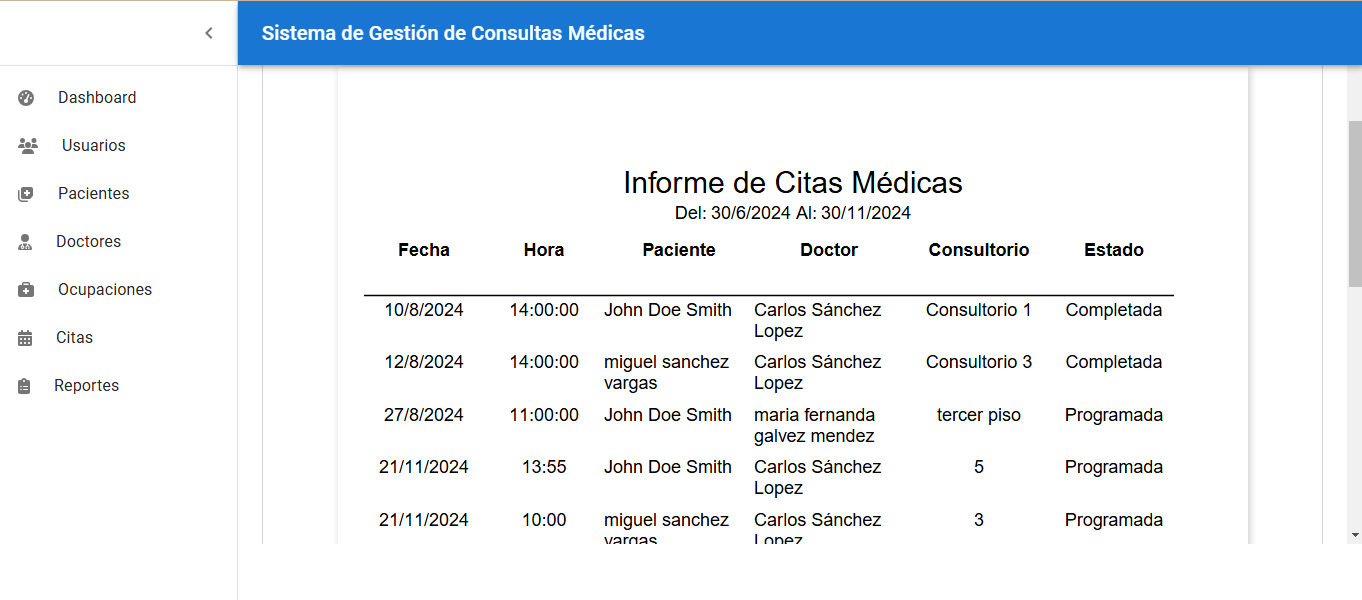 Sistema de Gestión de Consultas Médicas
Dashboard
Usuarios
Pacientes
Doctores
Ocupaciones
Citas
Reportes
Informe de Citas Médicas
Del: 30/6/2024 Al: 30/11/2024
Fecha Hora Paciente Doctor Consultorio Estado
10/8/2024 14:00:00 John Doe Smith Carlos Sánchez Consultorio 1 Completada
Lopez
12/8/2024 14:00:00 miguel sanchez Carlos Sánchez Consultorio 3 Completada
vargas Lopez
27/8/2024 11:00:00 John Doe Smith maria fernanda tercer piso Programada
galvez mendez
21/11/2024 13:55 John Doe Smith Carlos Sánchez 5 Programada
Lopez
21/11/2024 10:00 miguel sanchez Carlos Sánchez 3 Programada
vargas Lopez